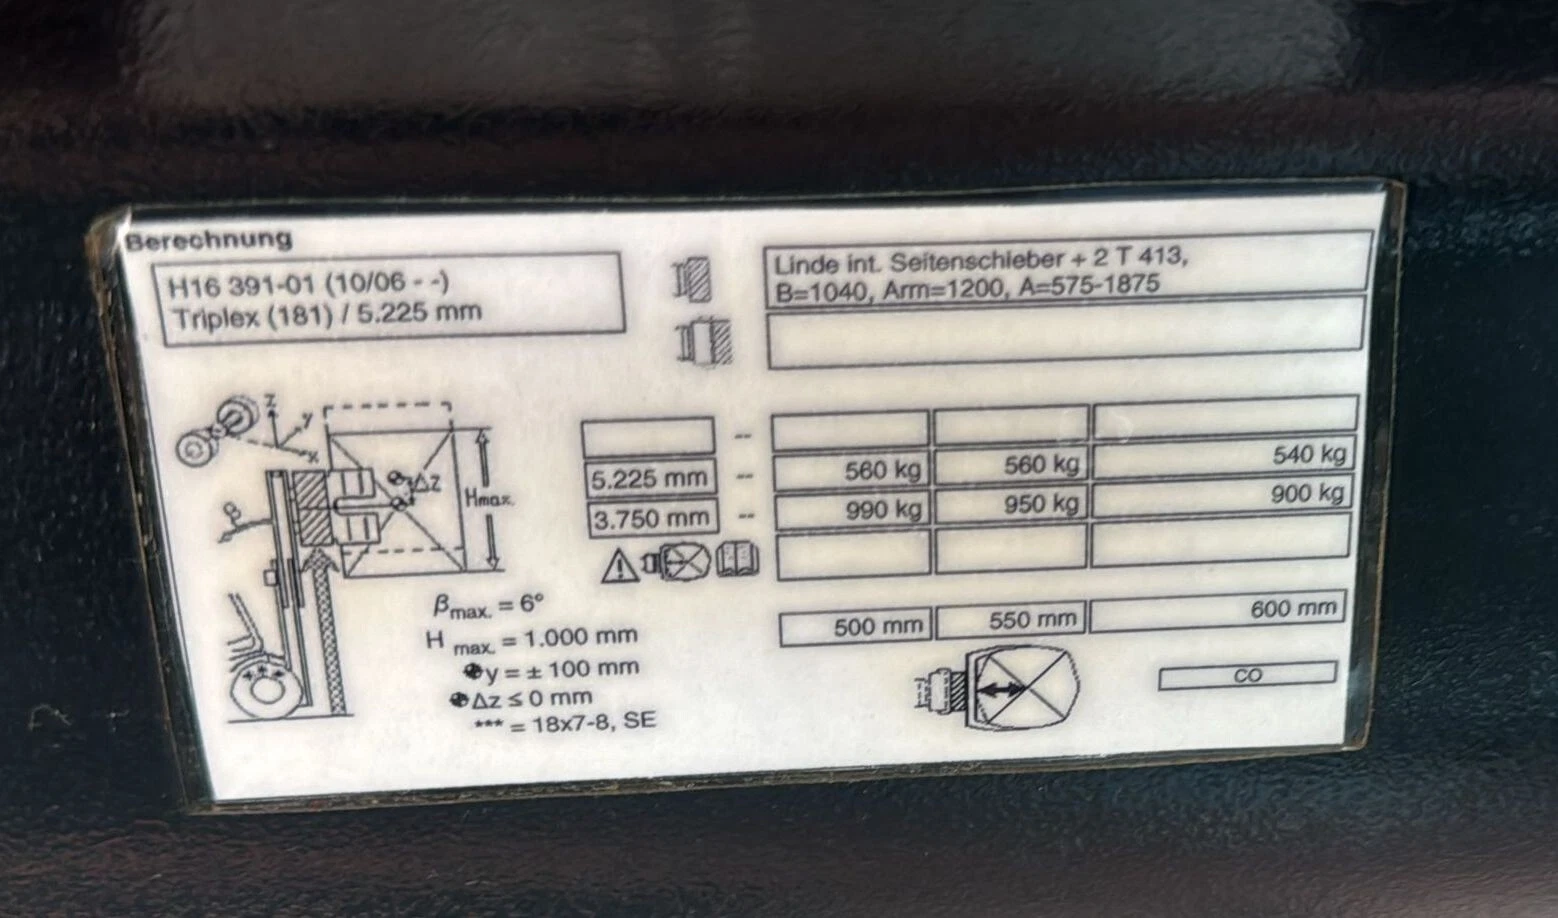 Berechnung
H16 391-01 (10/06 - -)
Triplex (181) / 5.225 mm
Linde int. Seitenschieber + 2 T 413,
B=1040, Arm=1200, A=575-1875
z
y
x
Δz
Hmax.
β
5.225 mm -- 560 kg 560 kg 540 kg
3.750 mm -- 990 kg 950 kg 900 kg
500 mm 550 mm 600 mm
βmax. = 6°
H max. = 1.000 mm
y = ± 100 mm
Δz ≤ 0 mm
*** = 18x7-8, SE
***
CO